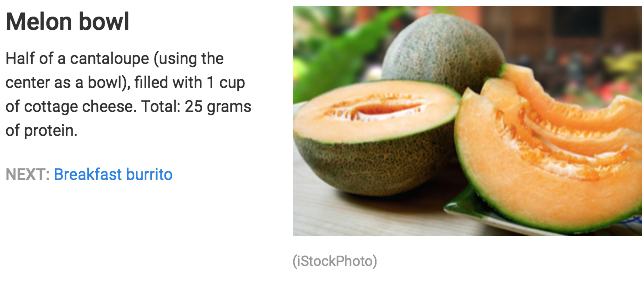 Melon bowl
Half of a cantaloupe (using the
center as a bowl), filled with 1 cup
of cottage cheese. Total: 25 grams
of protein.
NEXT: Breakfast burrito
(iStockPhoto)